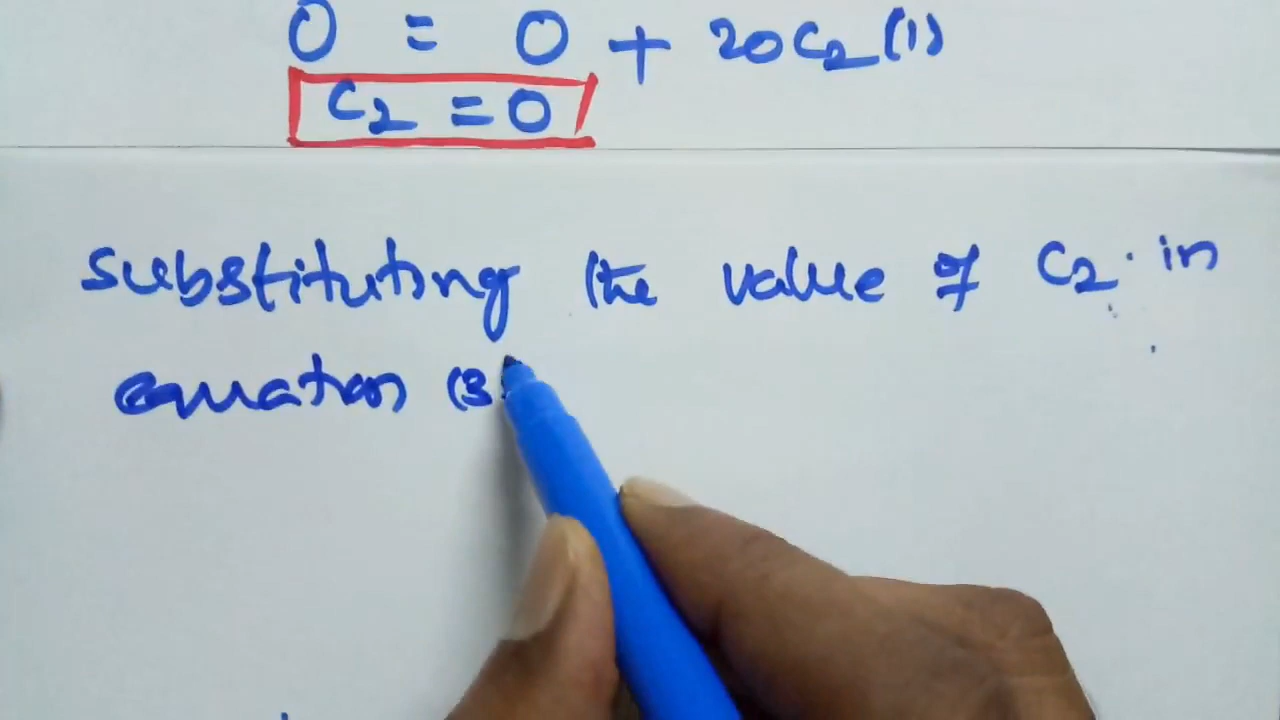 0 = 0 + 20C₂(1)
C₂ = 0
Substituting the value of C₂ in
equation (3)